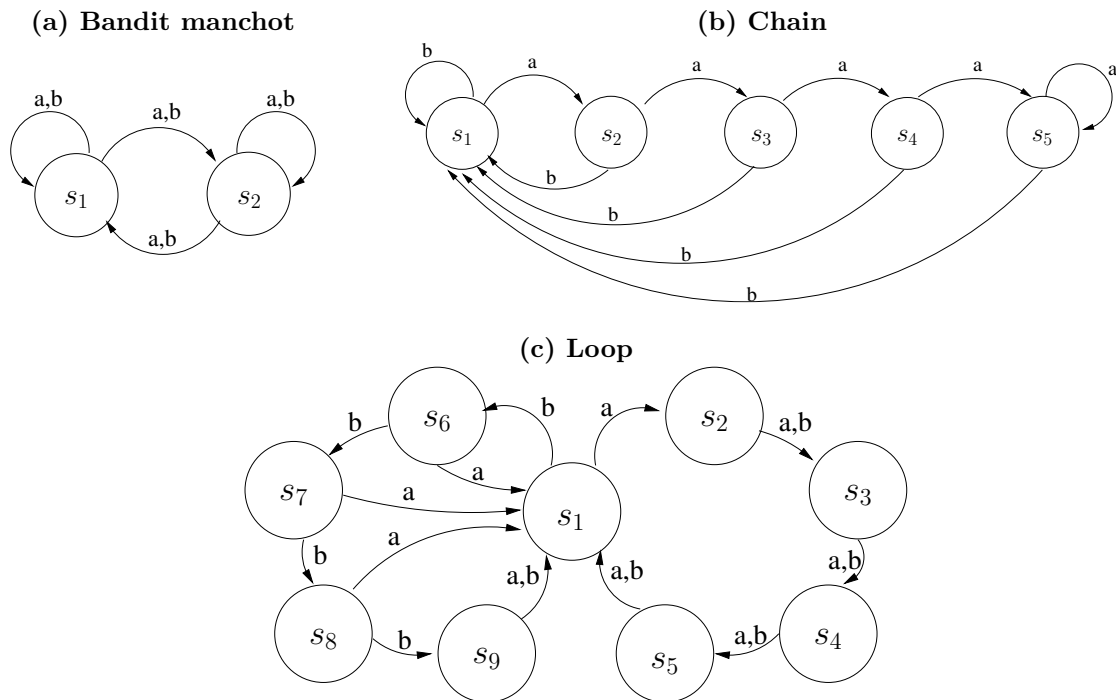 (a) Bandit manchot
a,b
a,b
a,b
s1
s2
a,b
(b) Chain
b
a
a
a
a
a
s1
s2
s3
s4
s5
b
b
b
b
(c) Loop
s6
b
b
a
s2
a,b
a
s7
a
s1
s3
b
a
a,b
a,b
a,b
s8
b
s9
s5
a,b
s4